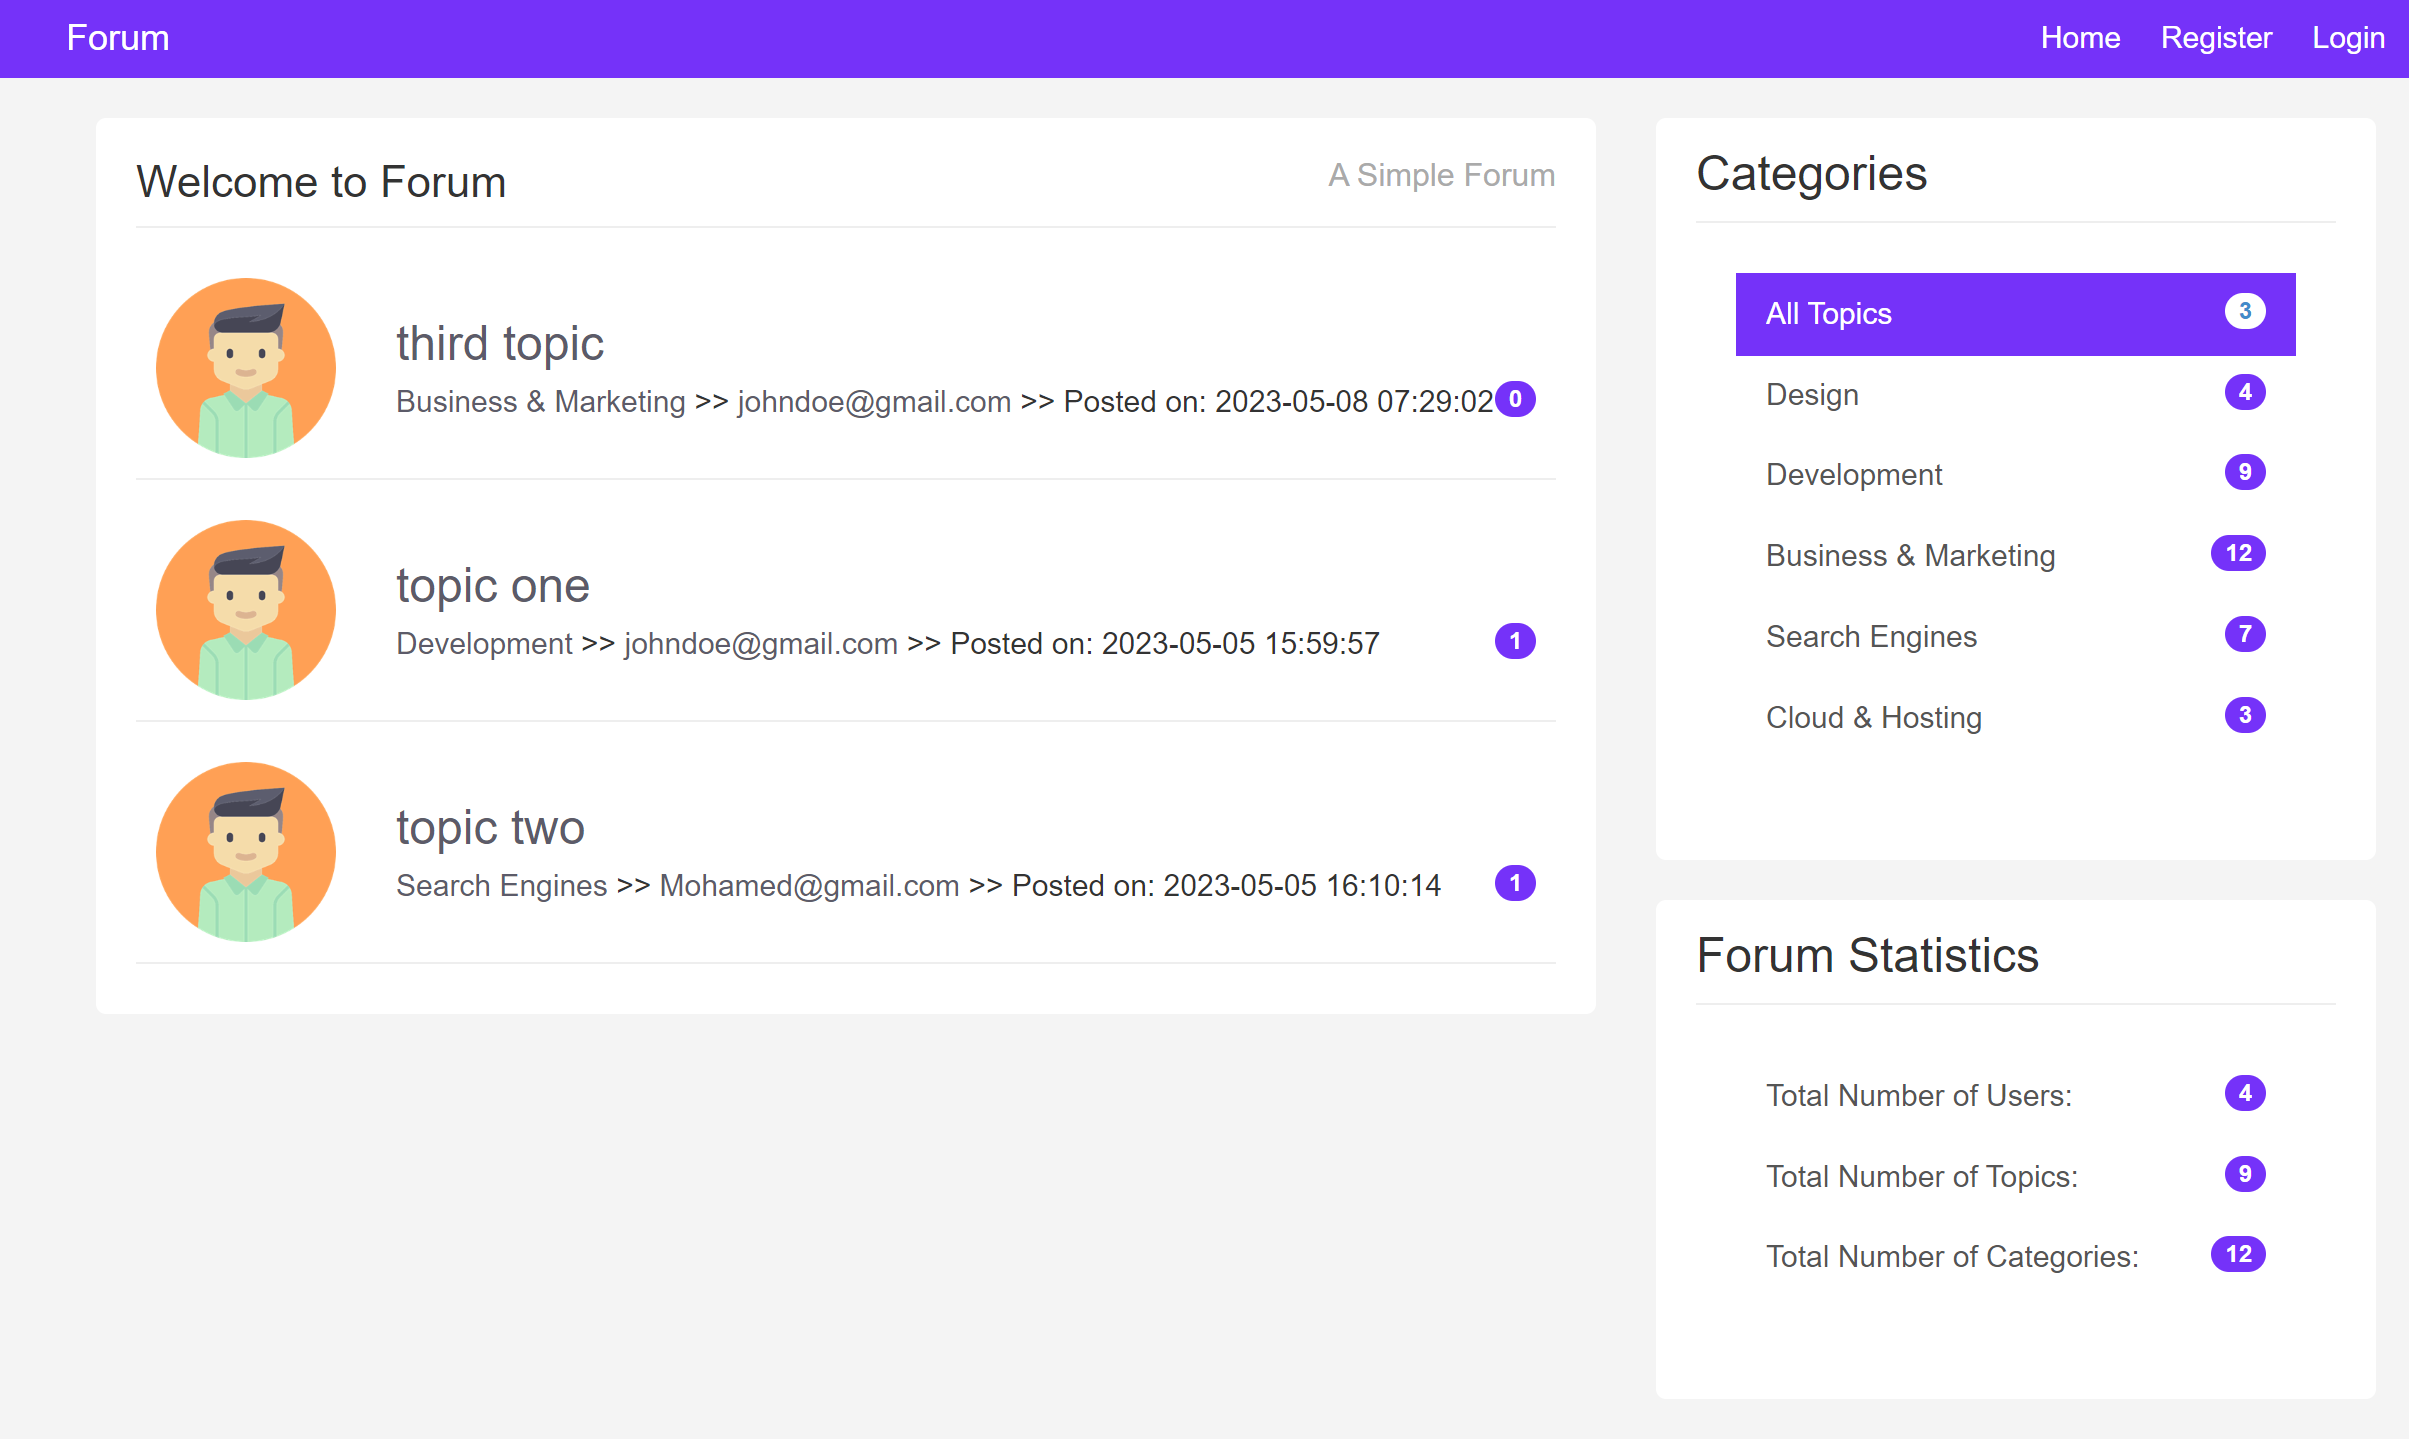 Forum
Home Register Login
Welcome to Forum
A Simple Forum
third topic
Business & Marketing >> johndoe@gmail.com >> Posted on: 2023-05-08 07:29:02 0
topic one
Development >> johndoe@gmail.com >> Posted on: 2023-05-05 15:59:57 1
topic two
Search Engines >> Mohamed@gmail.com >> Posted on: 2023-05-05 16:10:14 1
Categories
All Topics 3
Design 4
Development 9
Business & Marketing 12
Search Engines 7
Cloud & Hosting 3
Forum Statistics
Total Number of Users: 4
Total Number of Topics: 9
Total Number of Categories: 12